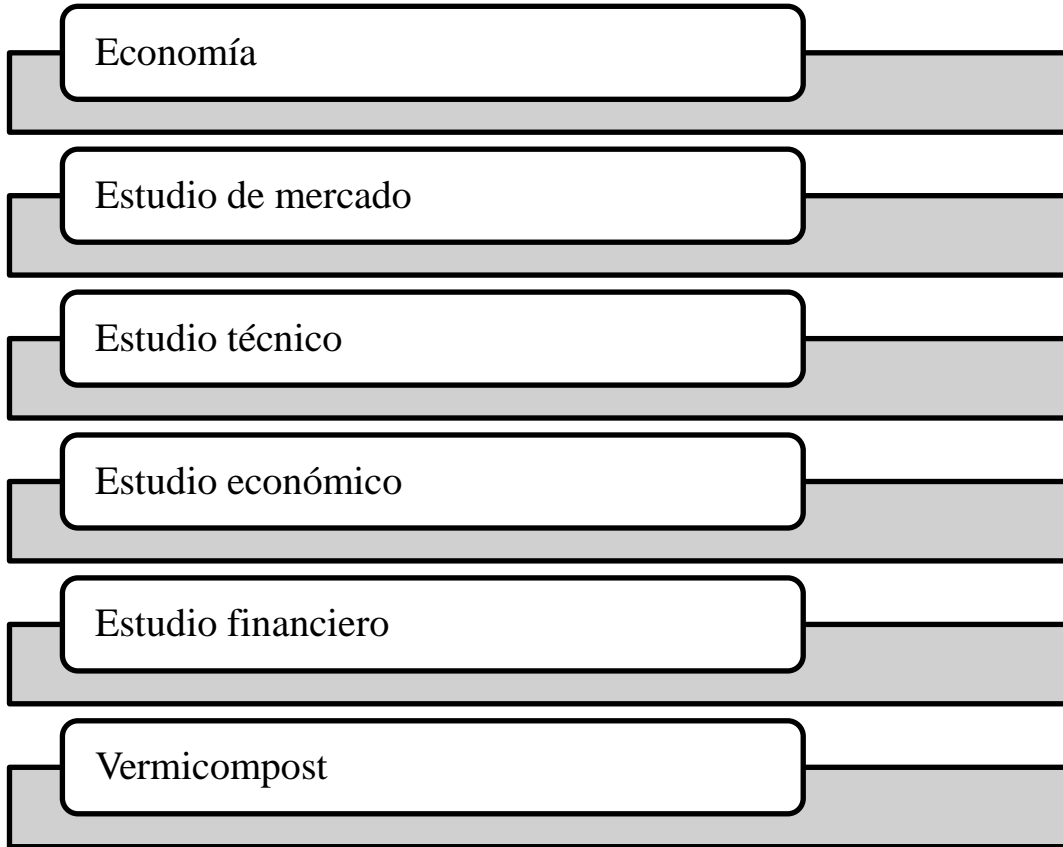 Economía
Estudio de mercado
Estudio técnico
Estudio económico
Estudio financiero
Vermicompost